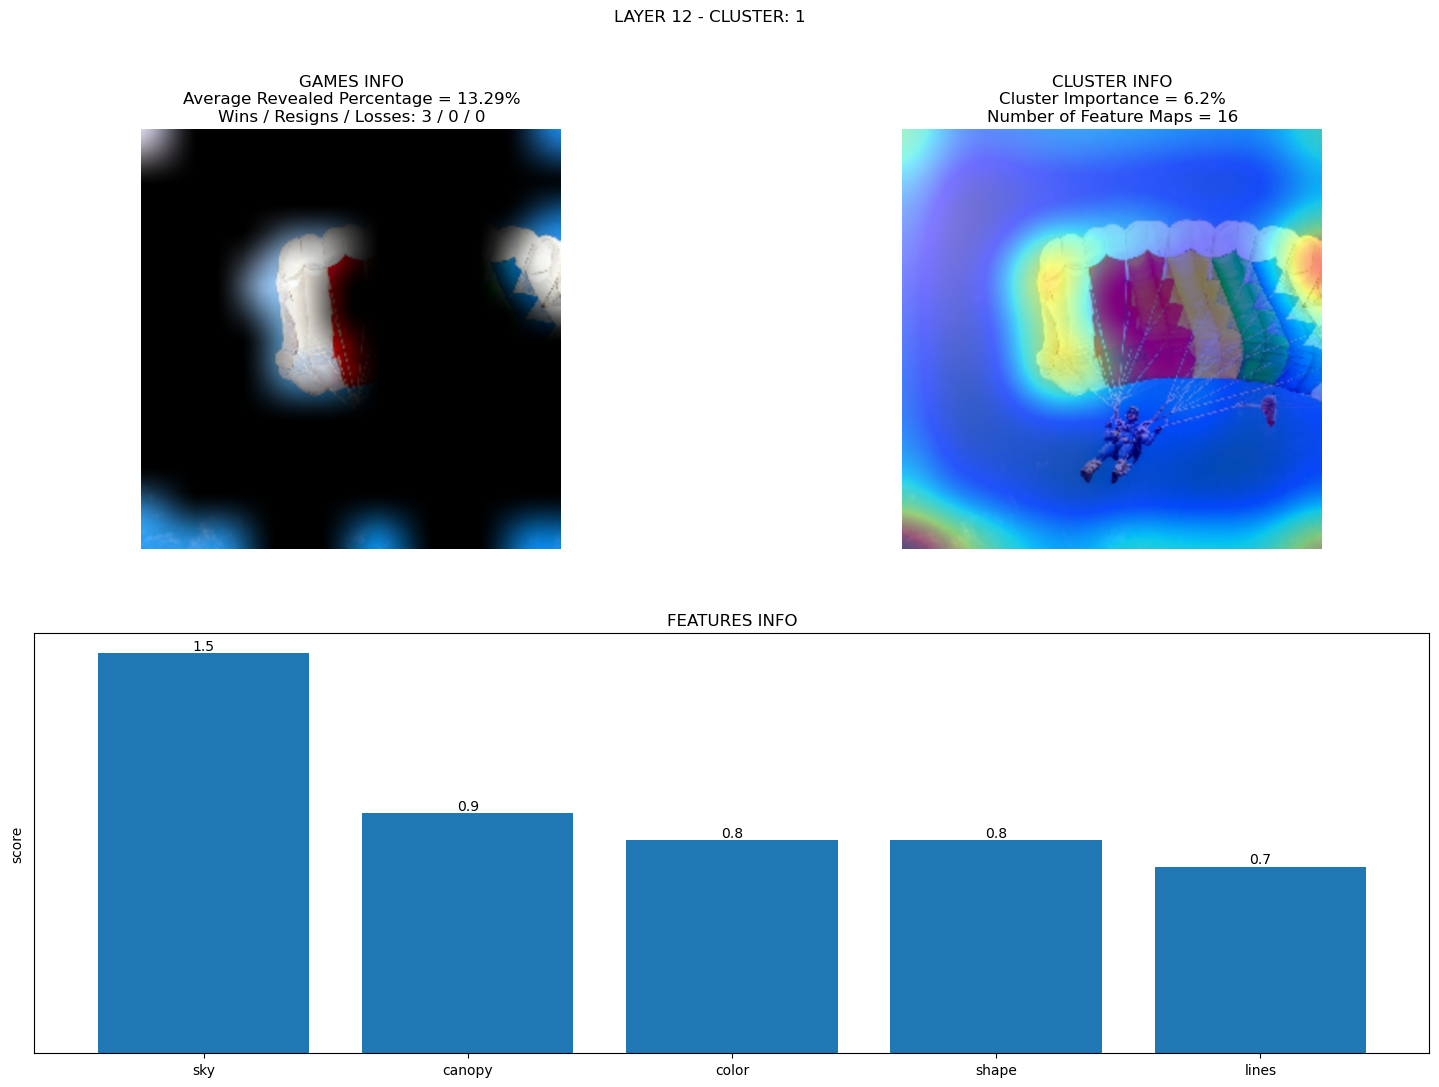 LAYER 12 - CLUSTER: 1
GAMES INFO
Average Revealed Percentage = 13.29%
Wins / Resigns / Losses: 3 / 0 / 0
CLUSTER INFO
Cluster Importance = 6.2%
Number of Feature Maps = 16
FEATURES INFO
score
1.5
0.9
0.8
0.8
0.7
sky
canopy
color
shape
lines